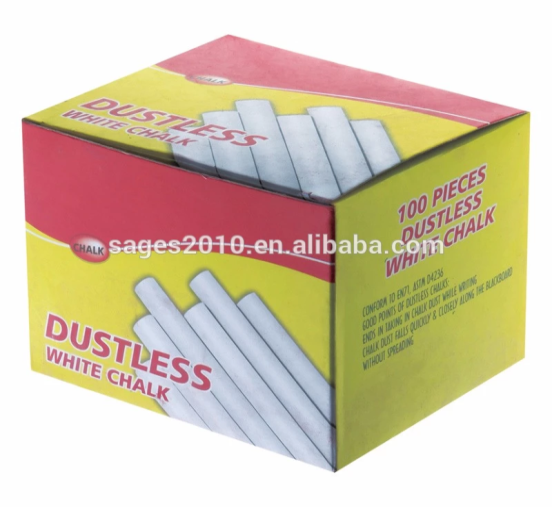 CHALK
DUSTLESS
WHITE CHALK
CHALK
sages2010.en.alibaba.com
DUSTLESS
WHITE CHALK
100 PIECES
DUSTLESS
WHITE CHALK
CONFORM TO EN71, ASTM D4236
GOOD POINTS OF DUSTLESS CHALKS:
ENDS IN TAKING IN CHALK DUST WHILE WRITING
CHALK DUST FALLS QUICKLY & CLOSELY ALONG THE BLACKBOARD
WITHOUT SPREADING